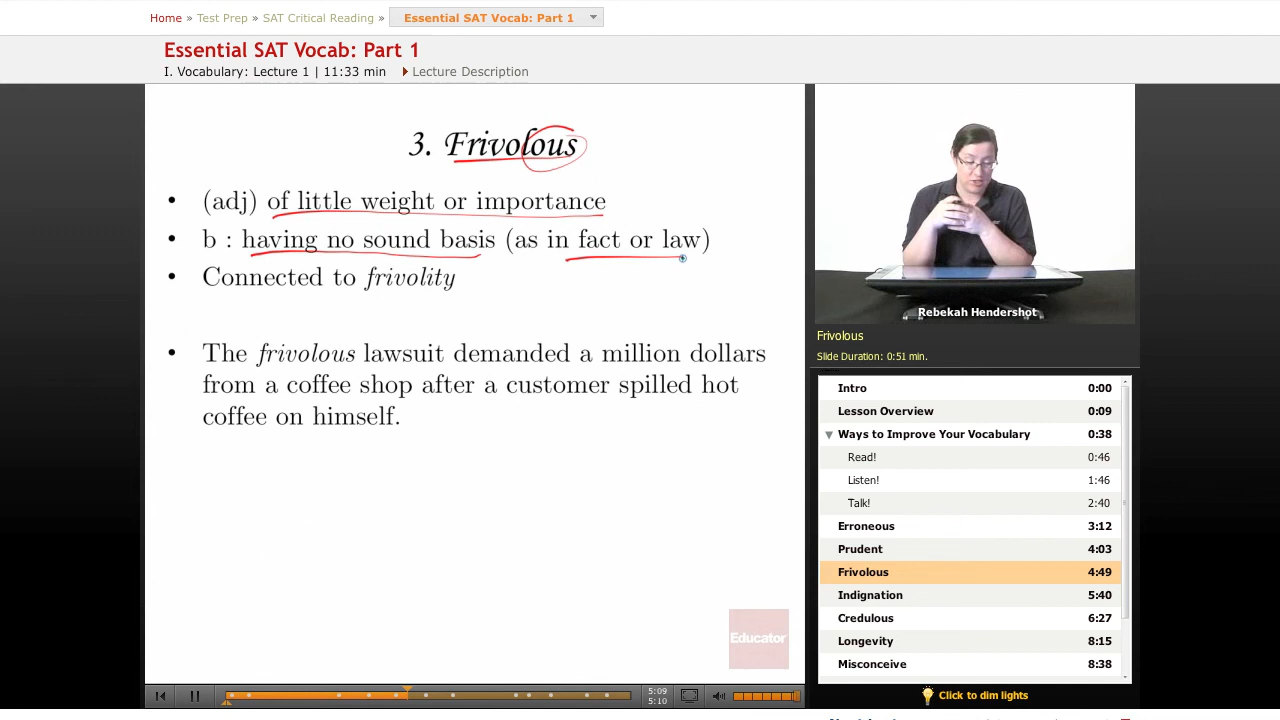 Home » Test Prep » SAT Critical Reading » Essential SAT Vocab: Part 1
Essential SAT Vocab: Part 1
I. Vocabulary: Lecture 1 | 11:33 min Lecture Description
3. Frivolous
• (adj) of little weight or importance
• b : having no sound basis (as in fact or law)
• Connected to frivolity
• The frivolous lawsuit demanded a million dollars
from a coffee shop after a customer spilled hot
coffee on himself.
Educator
5:09
5:10
Rebekah Hendershot
Frivolous
Slide Duration: 0:51 min.
Intro 0:00
Lesson Overview 0:09
Ways to Improve Your Vocabulary 0:38
Read! 0:46
Listen! 1:46
Talk! 2:40
Erroneous 3:12
Prudent 4:03
Frivolous 4:49
Indignation 5:40
Credulous 6:27
Longevity 8:15
Misconceive 8:38
Click to dim lights